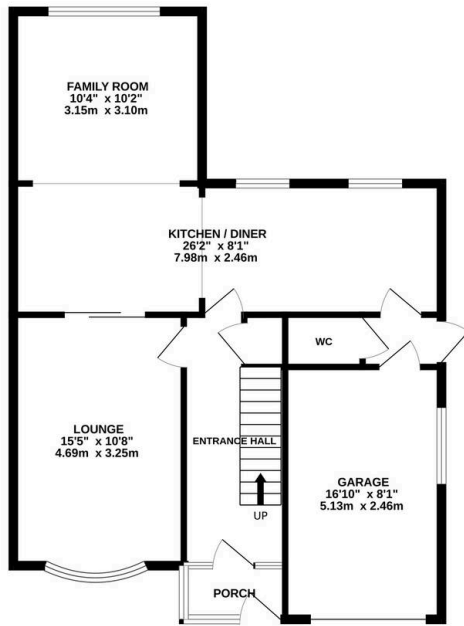 FAMILY ROOM
10'4" x 10'2"
3.15m x 3.10m
KITCHEN / DINER
26'2" x 8'1"
7.98m x 2.46m
WC
LOUNGE
15'5" x 10'8"
4.69m x 3.25m
ENTRANCE HALL
UP
GARAGE
16'10" x 8'1"
5.13m x 2.46m
PORCH